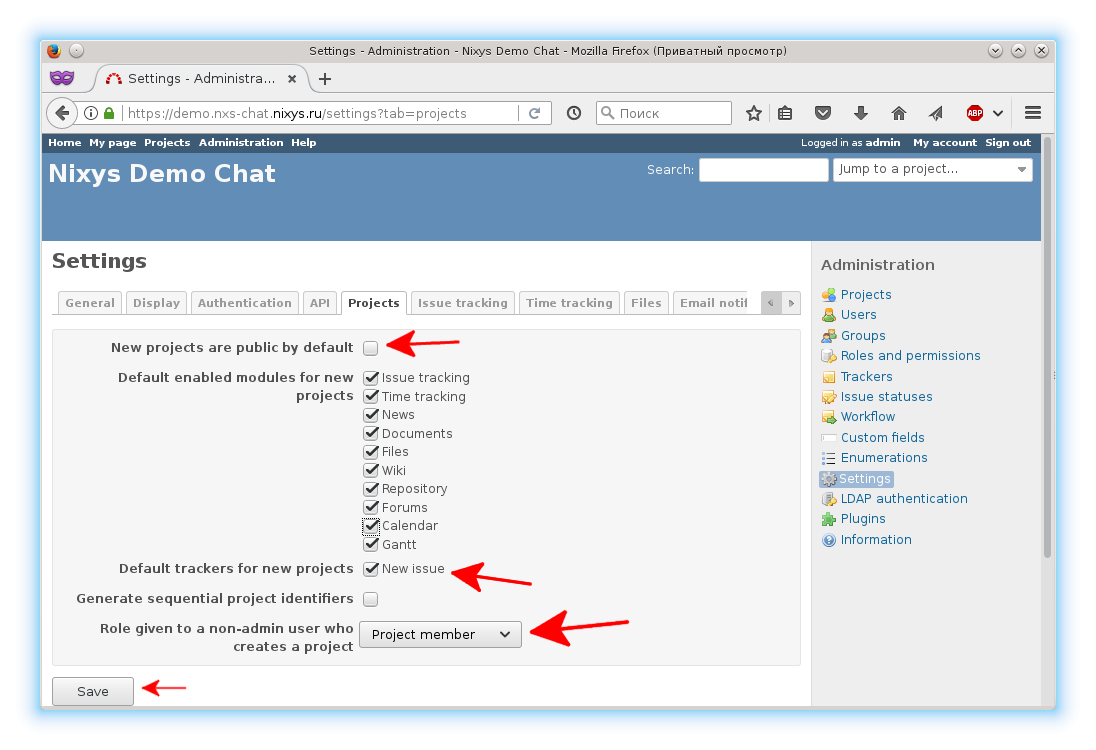 Settings - Administration - Nixys Demo Chat - Mozilla Firefox (Приватный просмотр)
Settings - Administra...
https://demo.nxs-chat.nixys.ru/settings?tab=projects
Поиск
ABP
Home My page Projects Administration Help
Logged in as admin My account Sign out
Nixys Demo Chat
Search:
Jump to a project...
Settings
General Display Authentication API Projects Issue tracking Time tracking Files Email notif
New projects are public by default
Default enabled modules for new
projects
Issue tracking
Time tracking
News
Documents
Files
Wiki
Repository
Forums
Calendar
Gantt
Default trackers for new projects
New issue
Generate sequential project identifiers
Role given to a non-admin user who
creates a project
Project member
Save
Administration
Projects
Users
Groups
Roles and permissions
Trackers
Issue statuses
Workflow
Custom fields
Enumerations
Settings
LDAP authentication
Plugins
Information